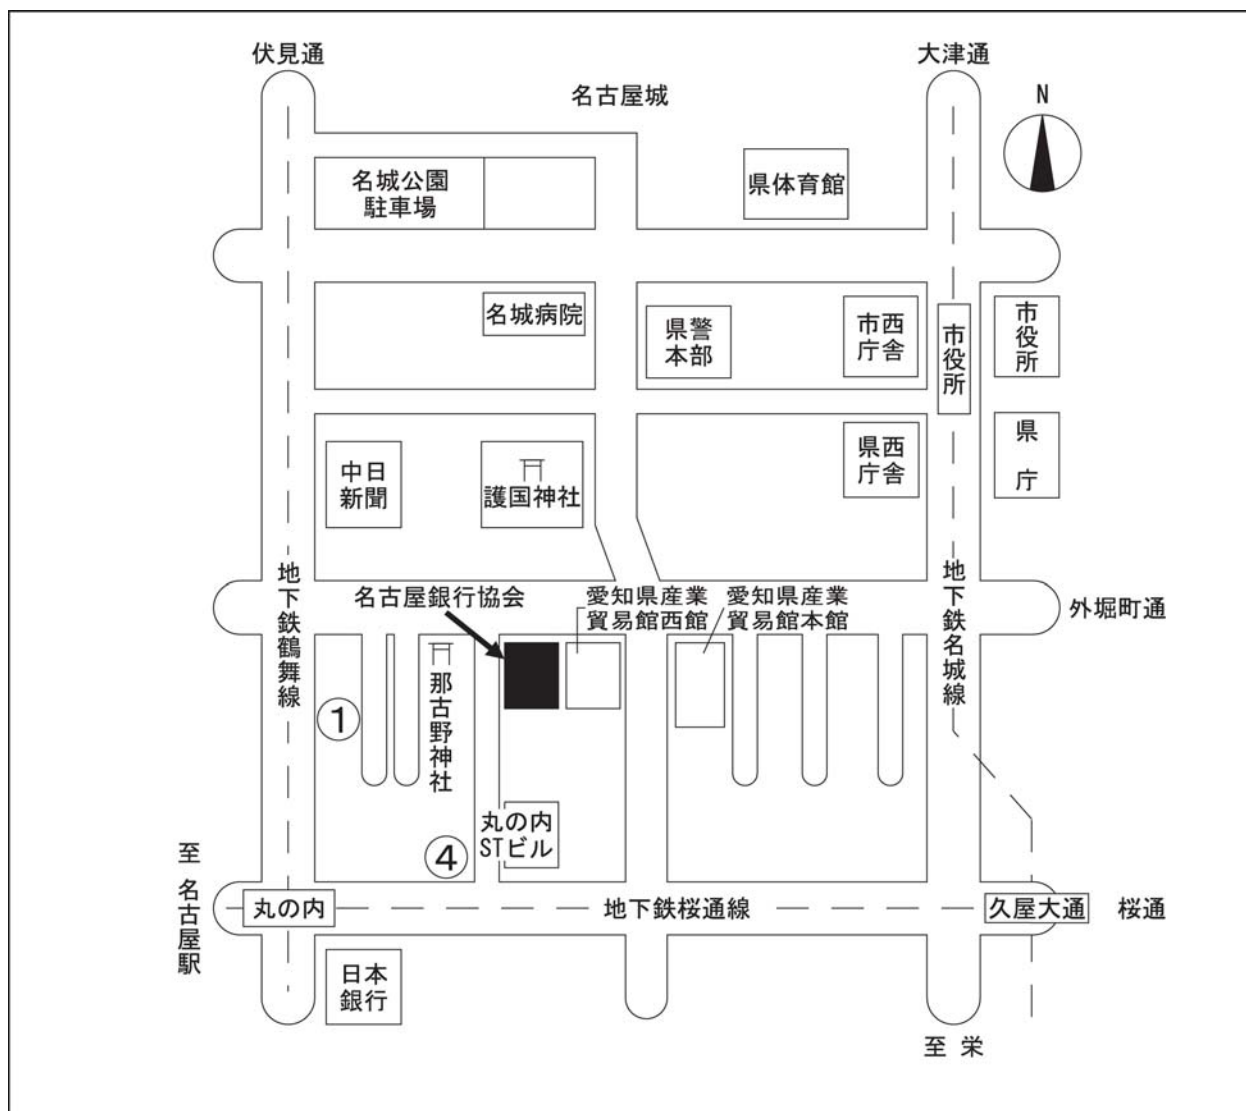 伏見通
大津通
名古屋城
N
名城公園
駐車場
県体育館
名城病院
県警
本部
市西
庁舎
市役所
市役所
中日
新聞
護国神社
県西
庁舎
県庁
地下鉄鶴舞線
名古屋銀行協会
愛知県産業
貿易館西館
愛知県産業
貿易館本館
地下鉄名城線
外堀町通
那古野神社
①
④
丸の内
STビル
至 名古屋駅
丸の内
地下鉄桜通線
久屋大通
桜通
日本
銀行
至 栄